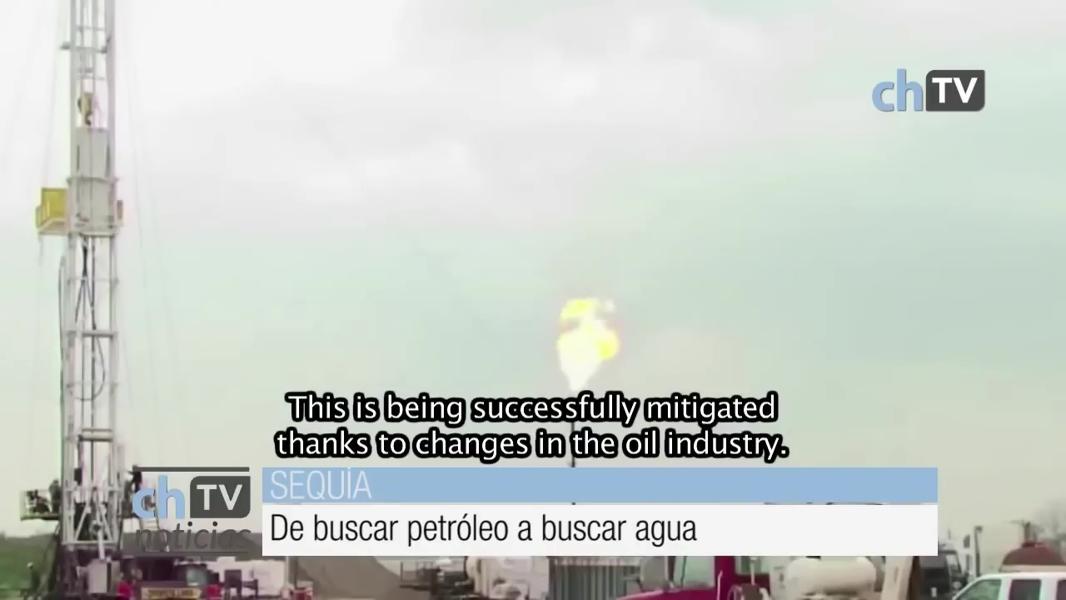 chTV
This is being successfully mitigated
thanks to changes in the oil industry.
chTV
noticias
SEQUÍA
De buscar petróleo a buscar agua